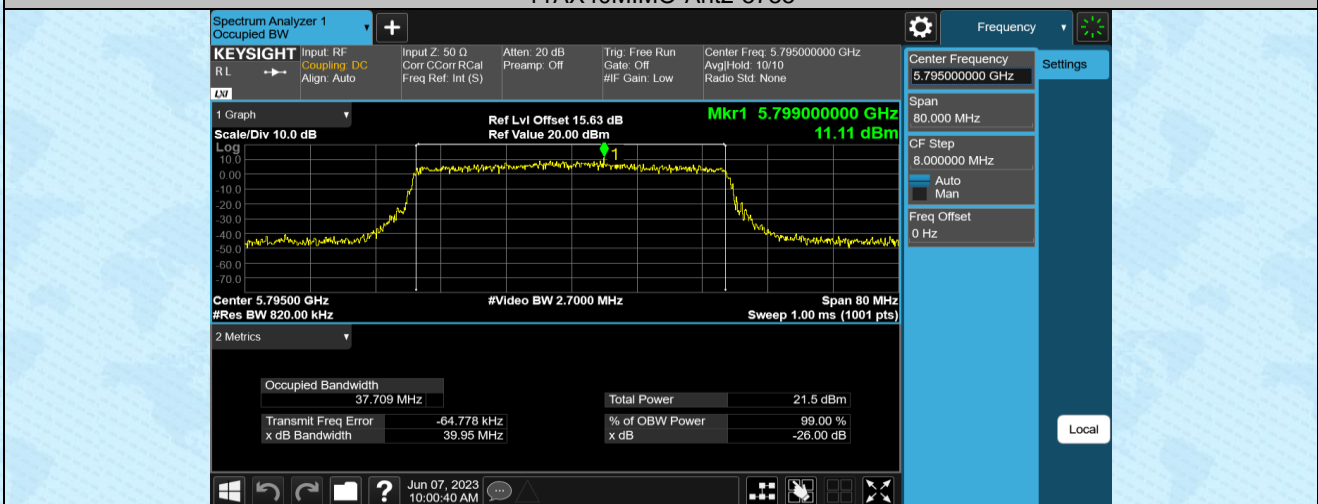 Spectrum Analyzer 1
Occupied BW
Frequency
KEYSIGHT
R L
LXI
Input: RF
Coupling: DC
Align: Auto
Input Z: 50 Ω
Corr CCorr RCal
Freq Ref: Int (S)
Atten: 20 dB
Preamp: Off
Trig: Free Run
Gate: Off
#IF Gain: Low
Center Freq: 5.795000000 GHz
Avg|Hold: 10/10
Radio Std: None
Center Frequency
5.795000000 GHz
Settings
Span
80.000 MHz
CF Step
8.000000 MHz
Auto
Man
Freq Offset
0 Hz
1 Graph
Scale/Div 10.0 dB
Ref Lvl Offset 15.63 dB
Ref Value 20.00 dBm
Mkr1 5.799000000 GHz
11.11 dBm
Log
10.0
0.00
-10.0
-20.0
-30.0
-40.0
-50.0
-60.0
-70.0
1
Center 5.79500 GHz
#Res BW 820.00 kHz
#Video BW 2.7000 MHz
Span 80 MHz
Sweep 1.00 ms (1001 pts)
2 Metrics
Occupied Bandwidth
37.709 MHz
Total Power 21.5 dBm
Transmit Freq Error -64.778 kHz
% of OBW Power 99.00 %
x dB Bandwidth 39.95 MHz
x dB -26.00 dB
Local
?
Jun 07, 2023
10:00:40 AM